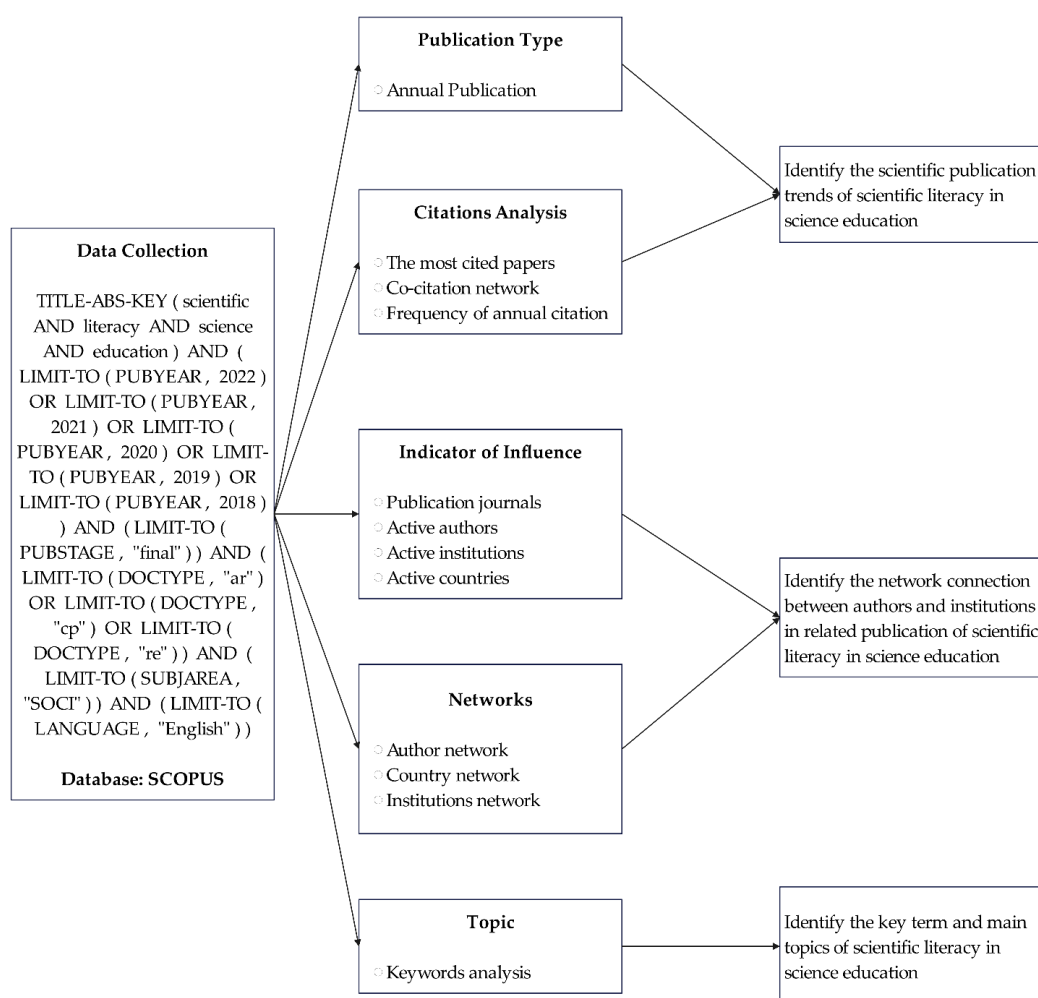 Data Collection
TITLE-ABS-KEY ( scientific
AND literacy AND science
AND education ) AND (
LIMIT-TO ( PUBYEAR , 2022 )
OR LIMIT-TO ( PUBYEAR ,
2021 ) OR LIMIT-TO (
PUBYEAR , 2020 ) OR LIMIT-
TO ( PUBYEAR , 2019 ) OR
LIMIT-TO ( PUBYEAR , 2018 )
) AND ( LIMIT-TO (
PUBSTAGE , "final" ) ) AND (
LIMIT-TO ( DOCTYPE , "ar" )
OR LIMIT-TO ( DOCTYPE ,
"cp" ) OR LIMIT-TO (
DOCTYPE , "re" ) ) AND (
LIMIT-TO ( SUBJAREA ,
"SOCI" ) ) AND ( LIMIT-TO (
LANGUAGE , "English" ) )
Database: SCOPUS
Publication Type
Annual Publication
Citations Analysis
The most cited papers
Co-citation network
Frequency of annual citation
Indicator of Influence
Publication journals
Active authors
Active institutions
Active countries
Networks
Author network
Country network
Institutions network
Topic
Keywords analysis
Identify the scientific publication
trends of scientific literacy in
science education
Identify the network connection
between authors and institutions
in related publication of scientific
literacy in science education
Identify the key term and main
topics of scientific literacy in
science education